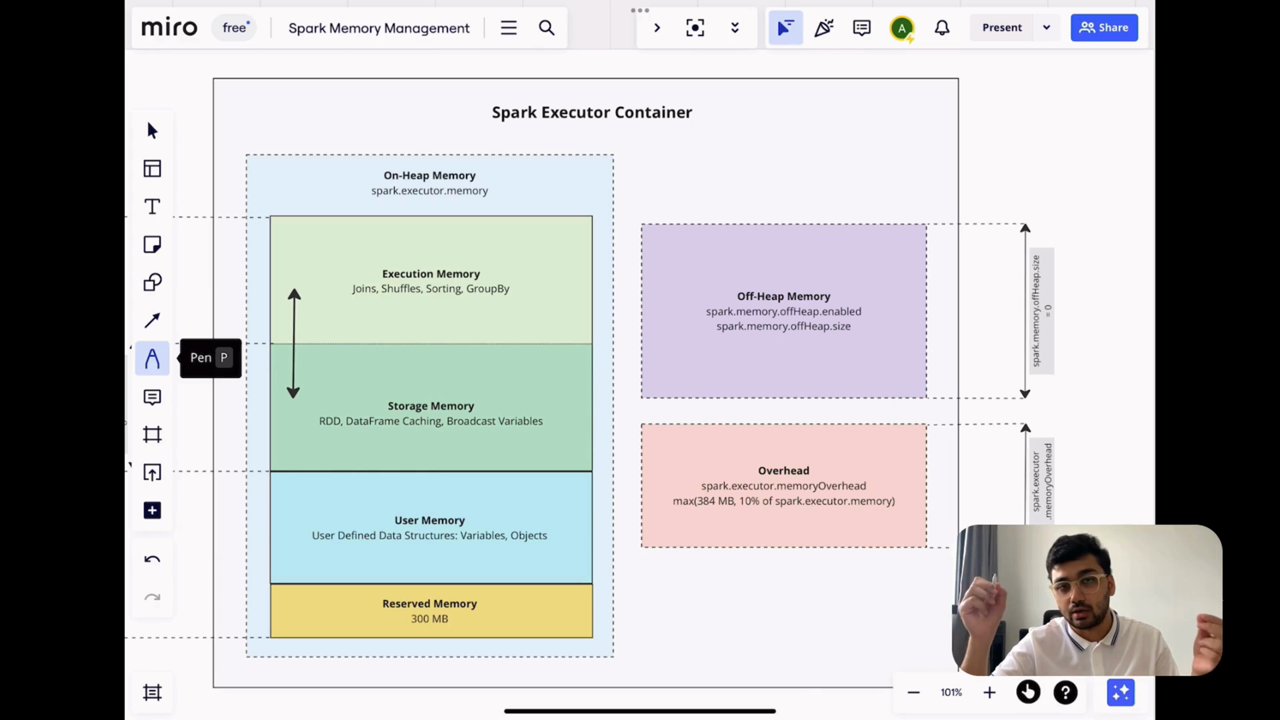 miro
free
Spark Memory Management
A
Present
Share
Spark Executor Container
On-Heap Memory
spark.executor.memory
Execution Memory
Joins, Shuffles, Sorting, GroupBy
Pen P
Storage Memory
RDD, DataFrame Caching, Broadcast Variables
User Memory
User Defined Data Structures: Variables, Objects
Reserved Memory
300 MB
Off-Heap Memory
spark.memory.offHeap.enabled
spark.memory.offHeap.size
spark.memory.offHeap.size
= 0
Overhead
spark.executor.memoryOverhead
max(384 MB, 10% of spark.executor.memory)
spark.executor
.memoryOverhead
101%
?